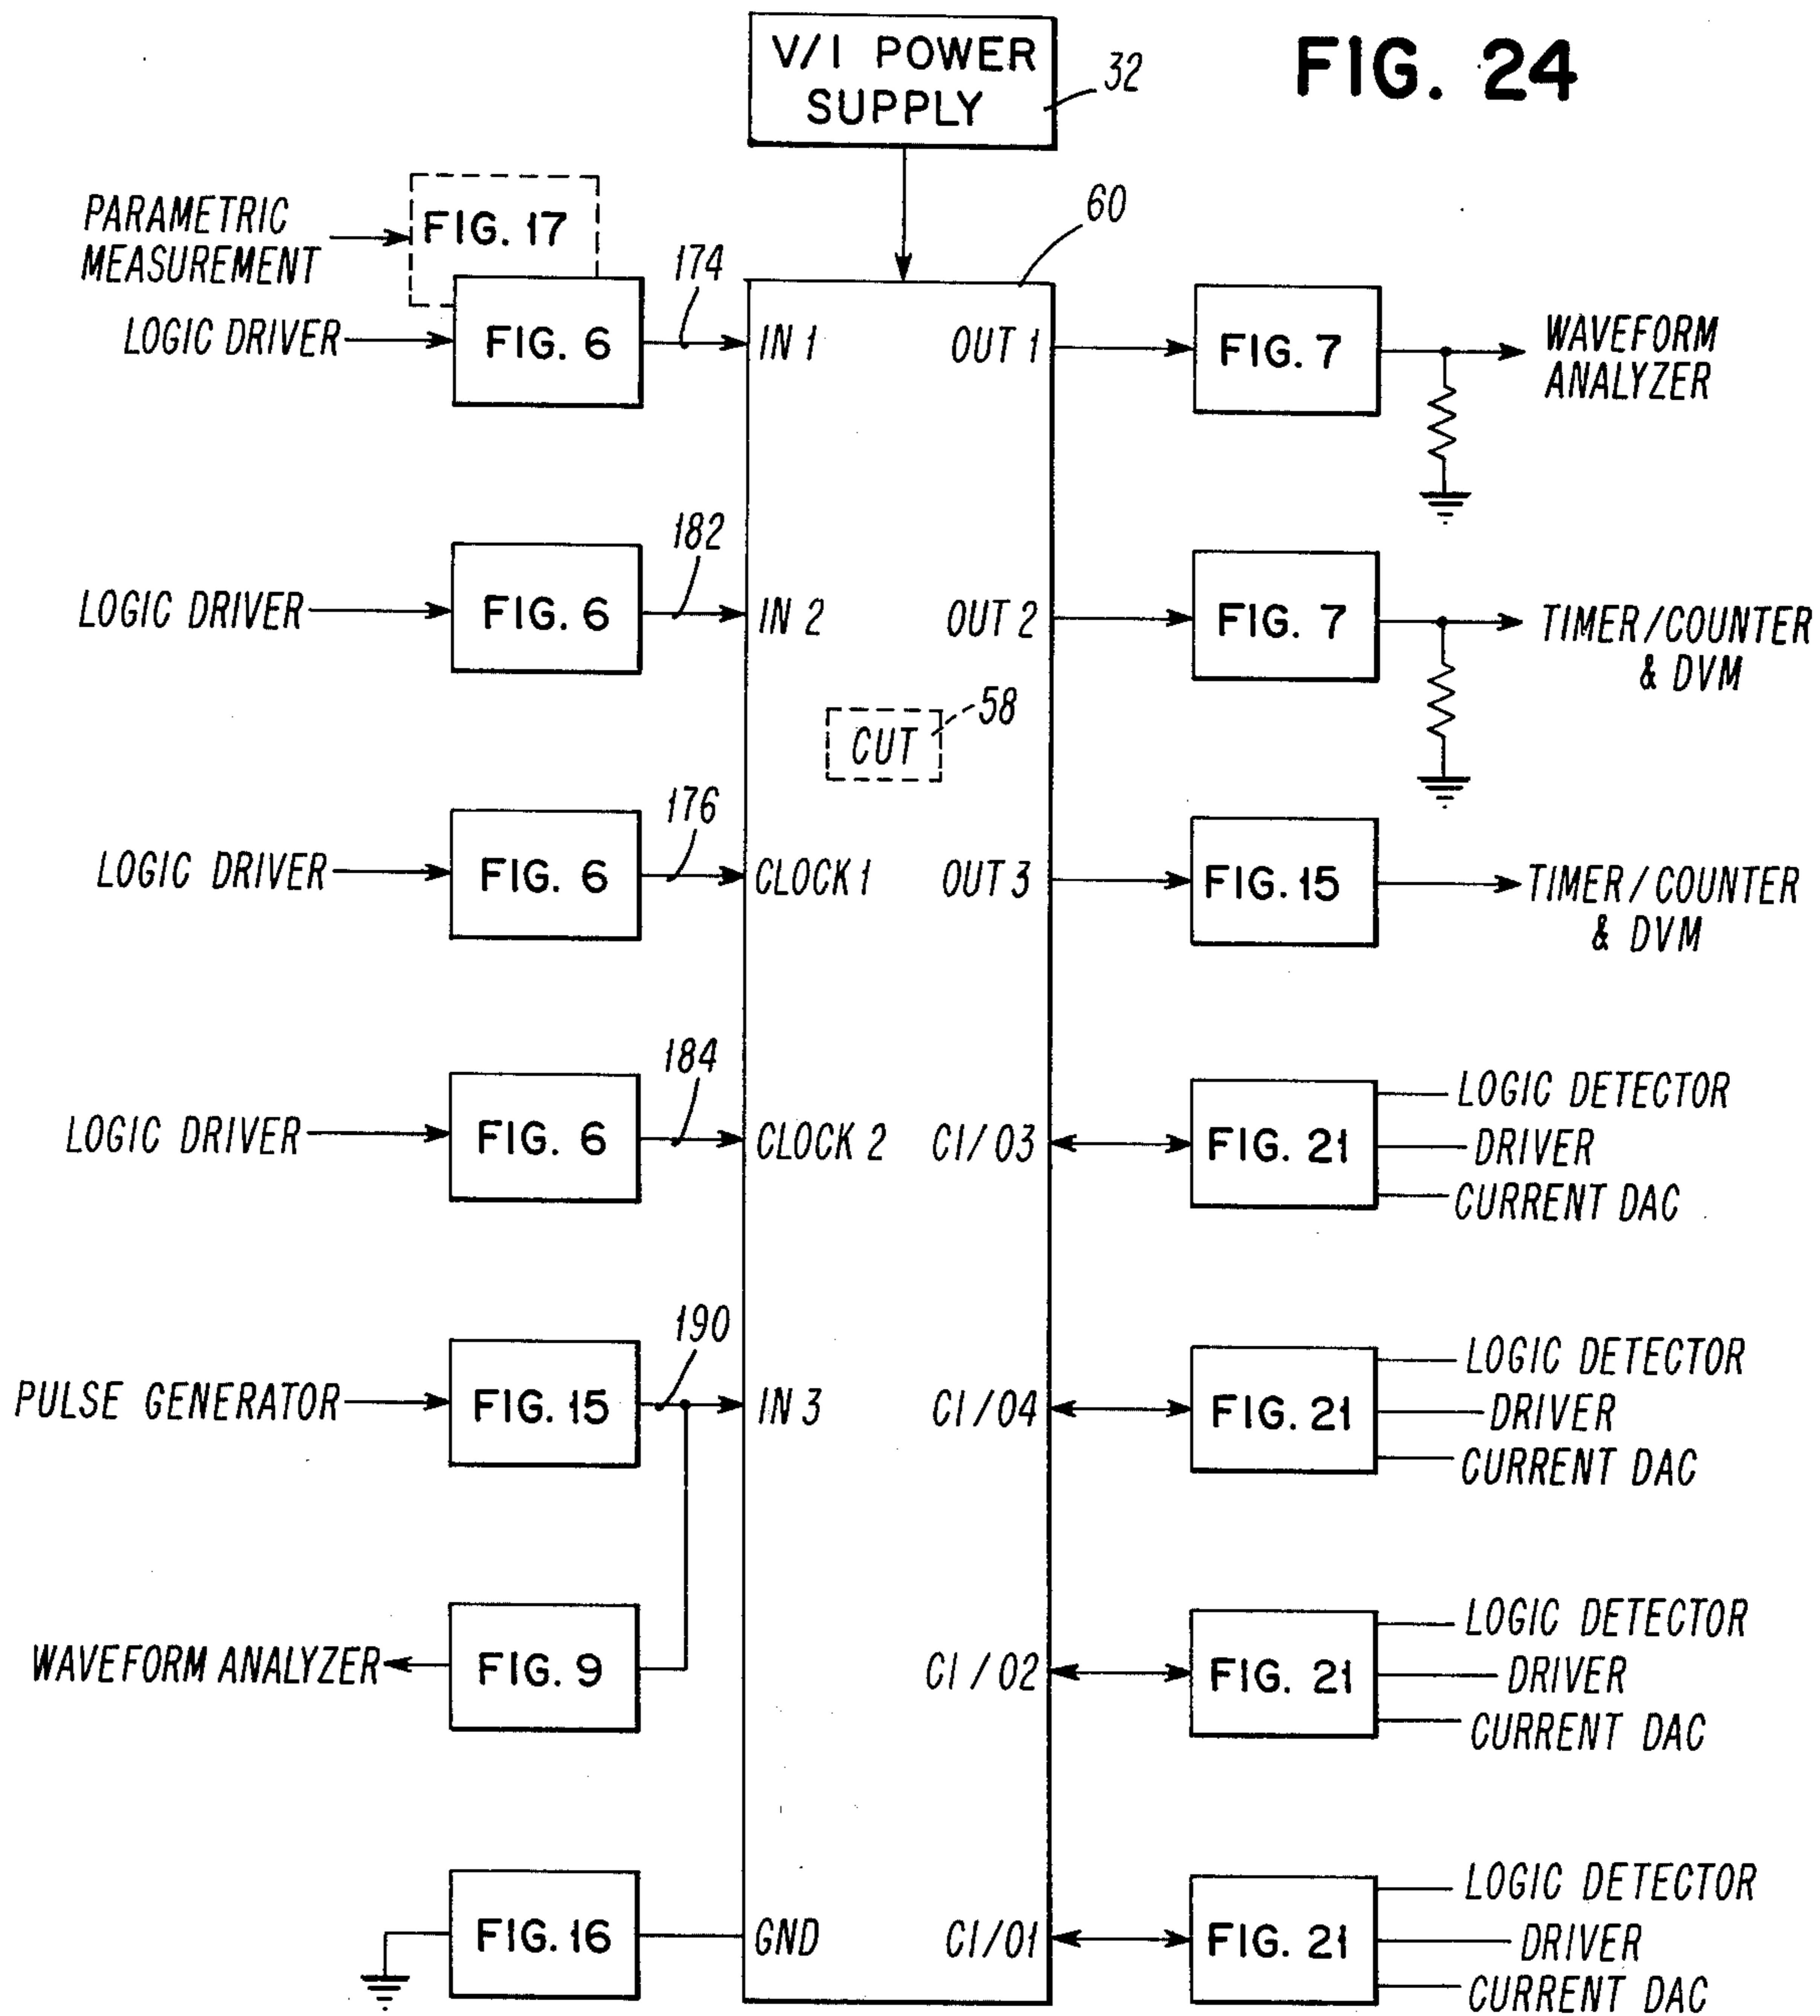 FIG. 24
V/I POWER
SUPPLY
32
60
PARAMETRIC
MEASUREMENT
FIG. 17
LOGIC DRIVER
FIG. 6
174
IN 1
OUT 1
FIG. 7
WAVEFORM
ANALYZER
LOGIC DRIVER
FIG. 6
182
IN 2
OUT 2
FIG. 7
TIMER/COUNTER
& DVM
CUT
58
LOGIC DRIVER
FIG. 6
176
CLOCK 1
OUT 3
FIG. 15
TIMER/COUNTER
& DVM
LOGIC DRIVER
FIG. 6
184
CLOCK 2
CI/03
FIG. 21
LOGIC DETECTOR
DRIVER
CURRENT DAC
PULSE GENERATOR
FIG. 15
190
IN 3
CI/04
FIG. 21
LOGIC DETECTOR
DRIVER
CURRENT DAC
WAVEFORM ANALYZER
FIG. 9
CI/02
FIG. 21
LOGIC DETECTOR
DRIVER
CURRENT DAC
FIG. 16
GND
CI/01
FIG. 21
LOGIC DETECTOR
DRIVER
CURRENT DAC